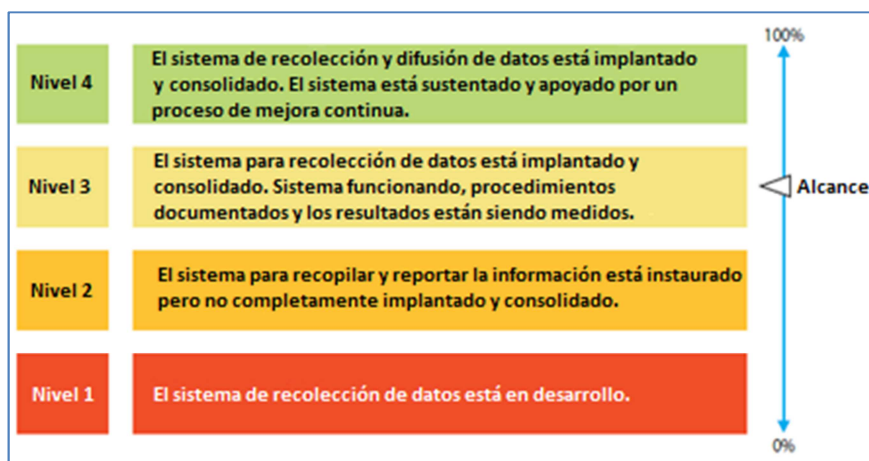 100%
Nivel 4
El sistema de recolección y difusión de datos está implantado
y consolidado. El sistema está sustentado y apoyado por un
proceso de mejora continua.
Nivel 3
El sistema para recolección de datos está implantado y
consolidado. Sistema funcionando, procedimientos
documentados y los resultados están siendo medidos.
Alcance
Nivel 2
El sistema para recopilar y reportar la información está instaurado
pero no completamente implantado y consolidado.
Nivel 1
El sistema de recolección de datos está en desarrollo.
0%